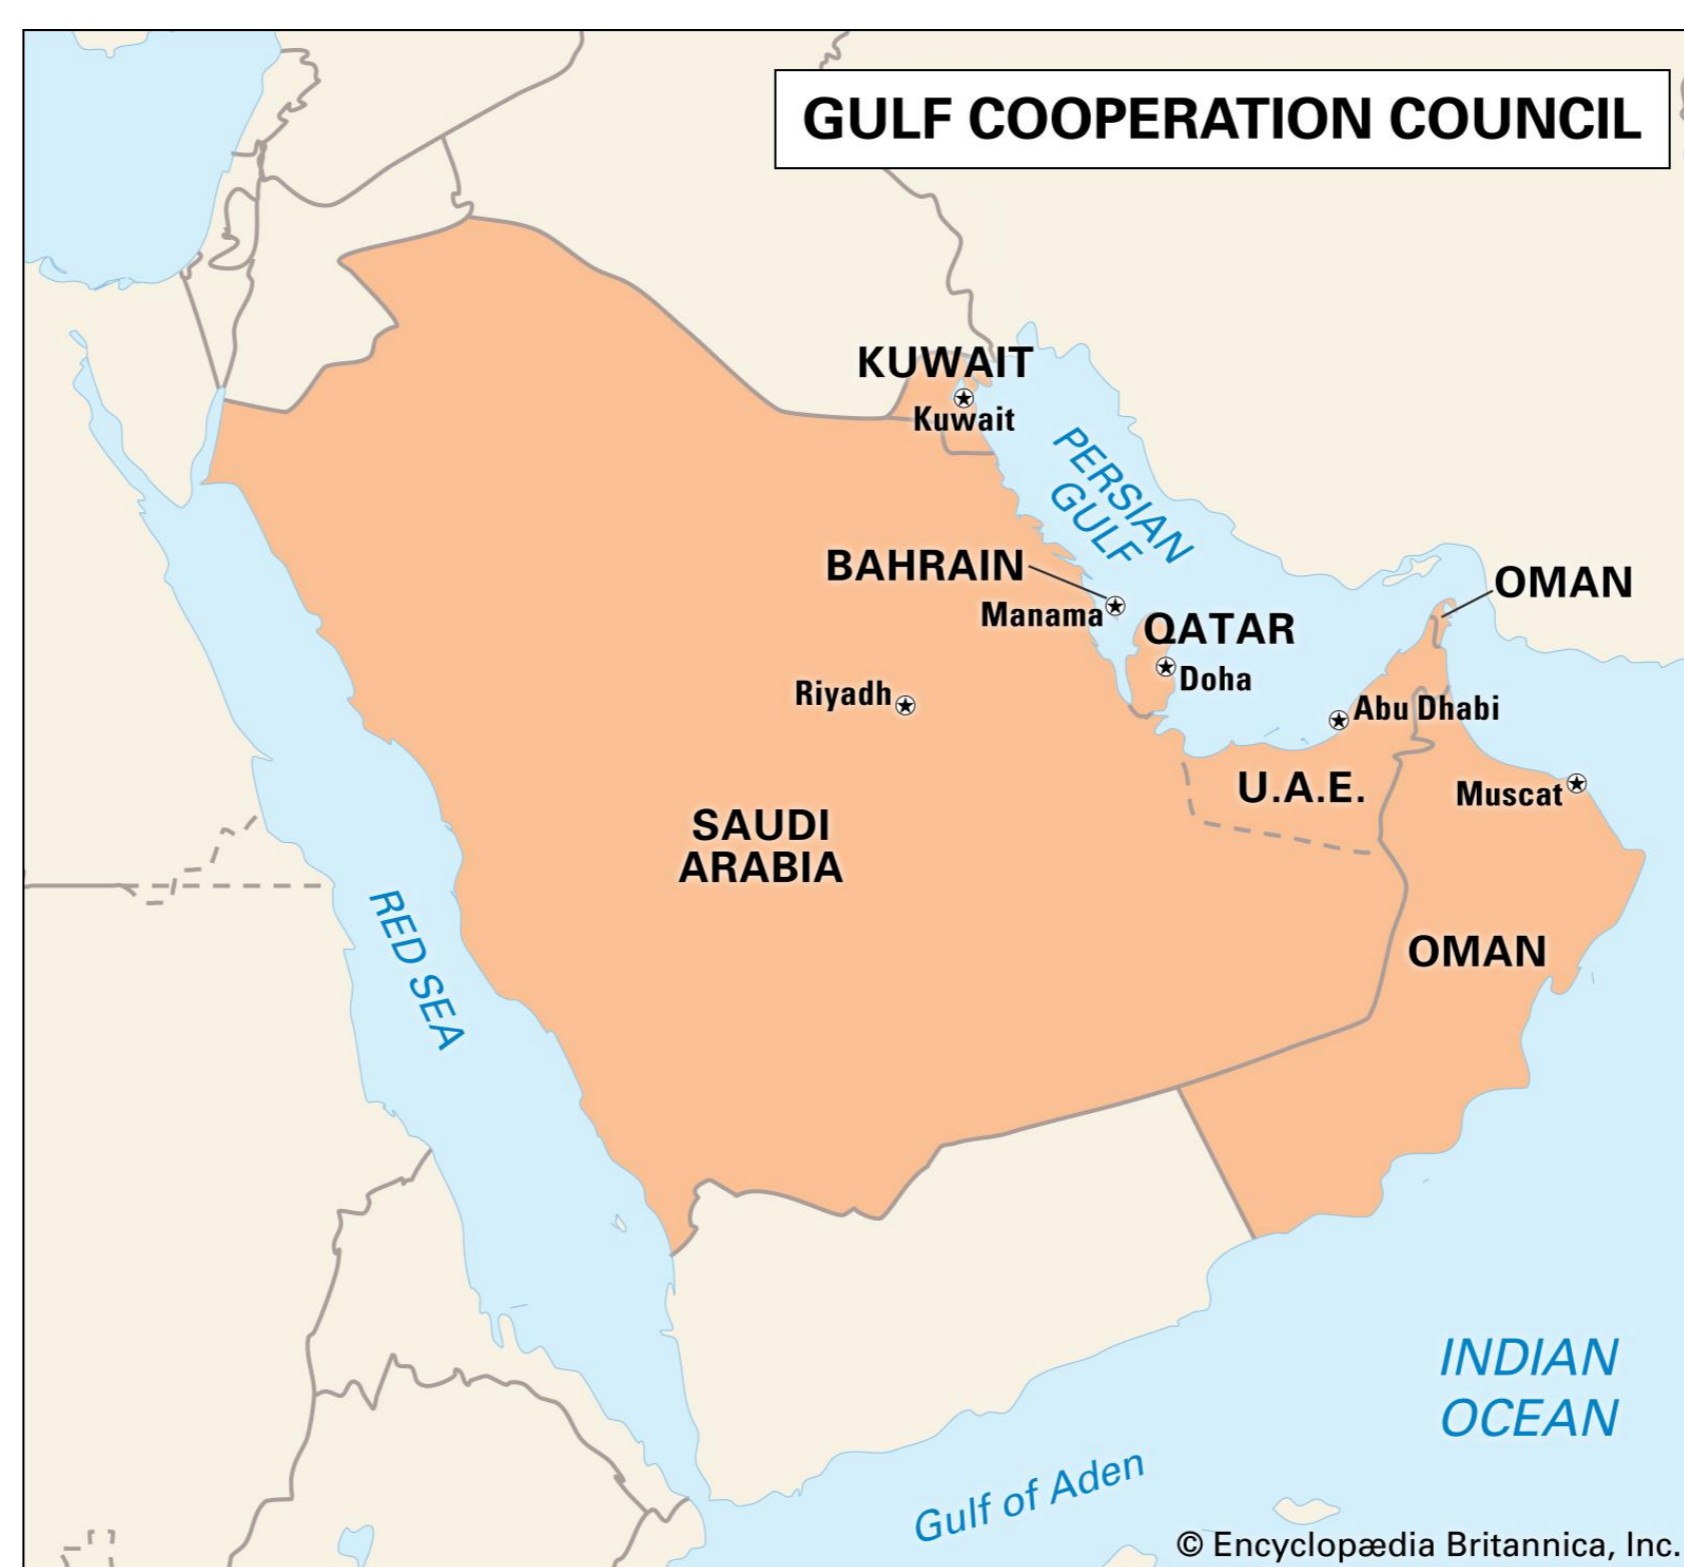 GULF COOPERATION COUNCIL
KUWAIT
Kuwait
PERSIAN
GULF
BAHRAIN
Manama
QATAR
Doha
OMAN
Riyadh
Abu Dhabi
U.A.E.
Muscat
SAUDI
ARABIA
RED SEA
OMAN
INDIAN
OCEAN
Gulf of Aden
© Encyclopædia Britannica, Inc.